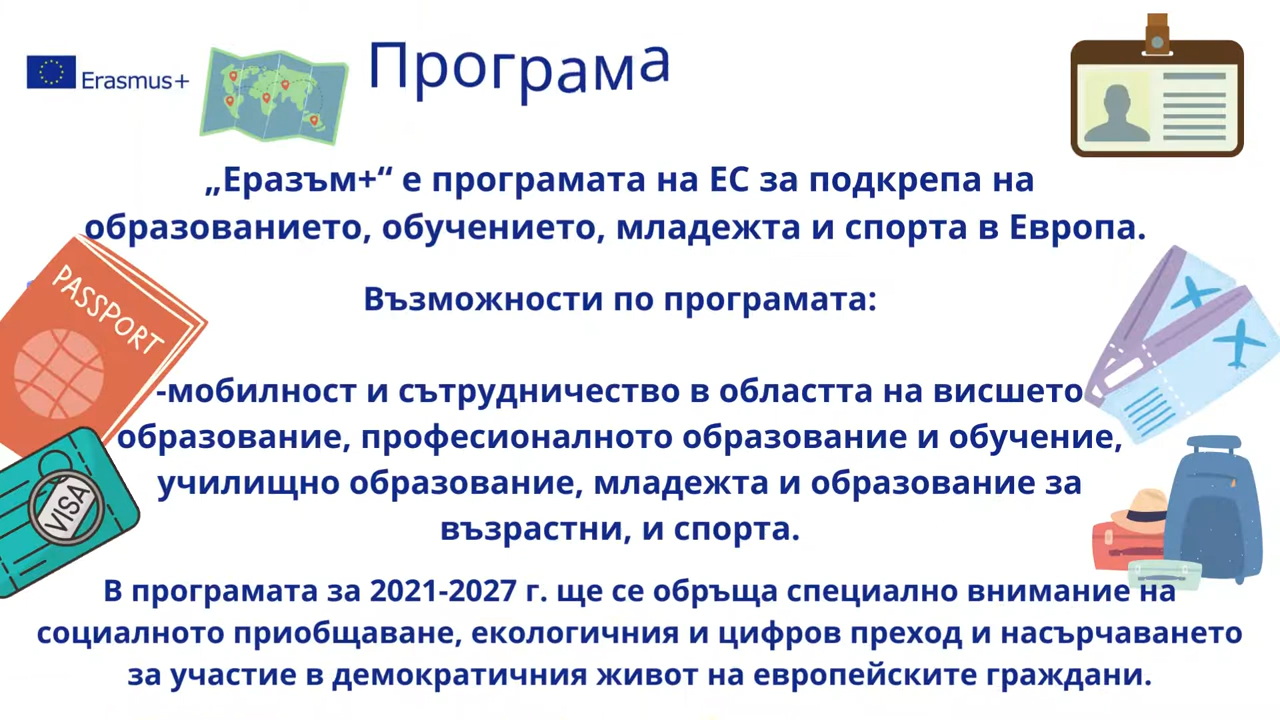 Erasmus+
Програма
„Еразъм+“ е програмата на ЕС за подкрепа на
образованието, обучението, младежта и спорта в Европа.
PASSPORT
Възможности по програмата:
-мобилност и сътрудничество в областта на висшето
образование, професионалното образование и обучение,
училищно образование, младежта и образование за
възрастни, и спорта.
VISA
В програмата за 2021-2027 г. ще се обръща специално внимание на
социалното приобщаване, екологичния и цифров преход и насърчаването
за участие в демократичния живот на европейските граждани.